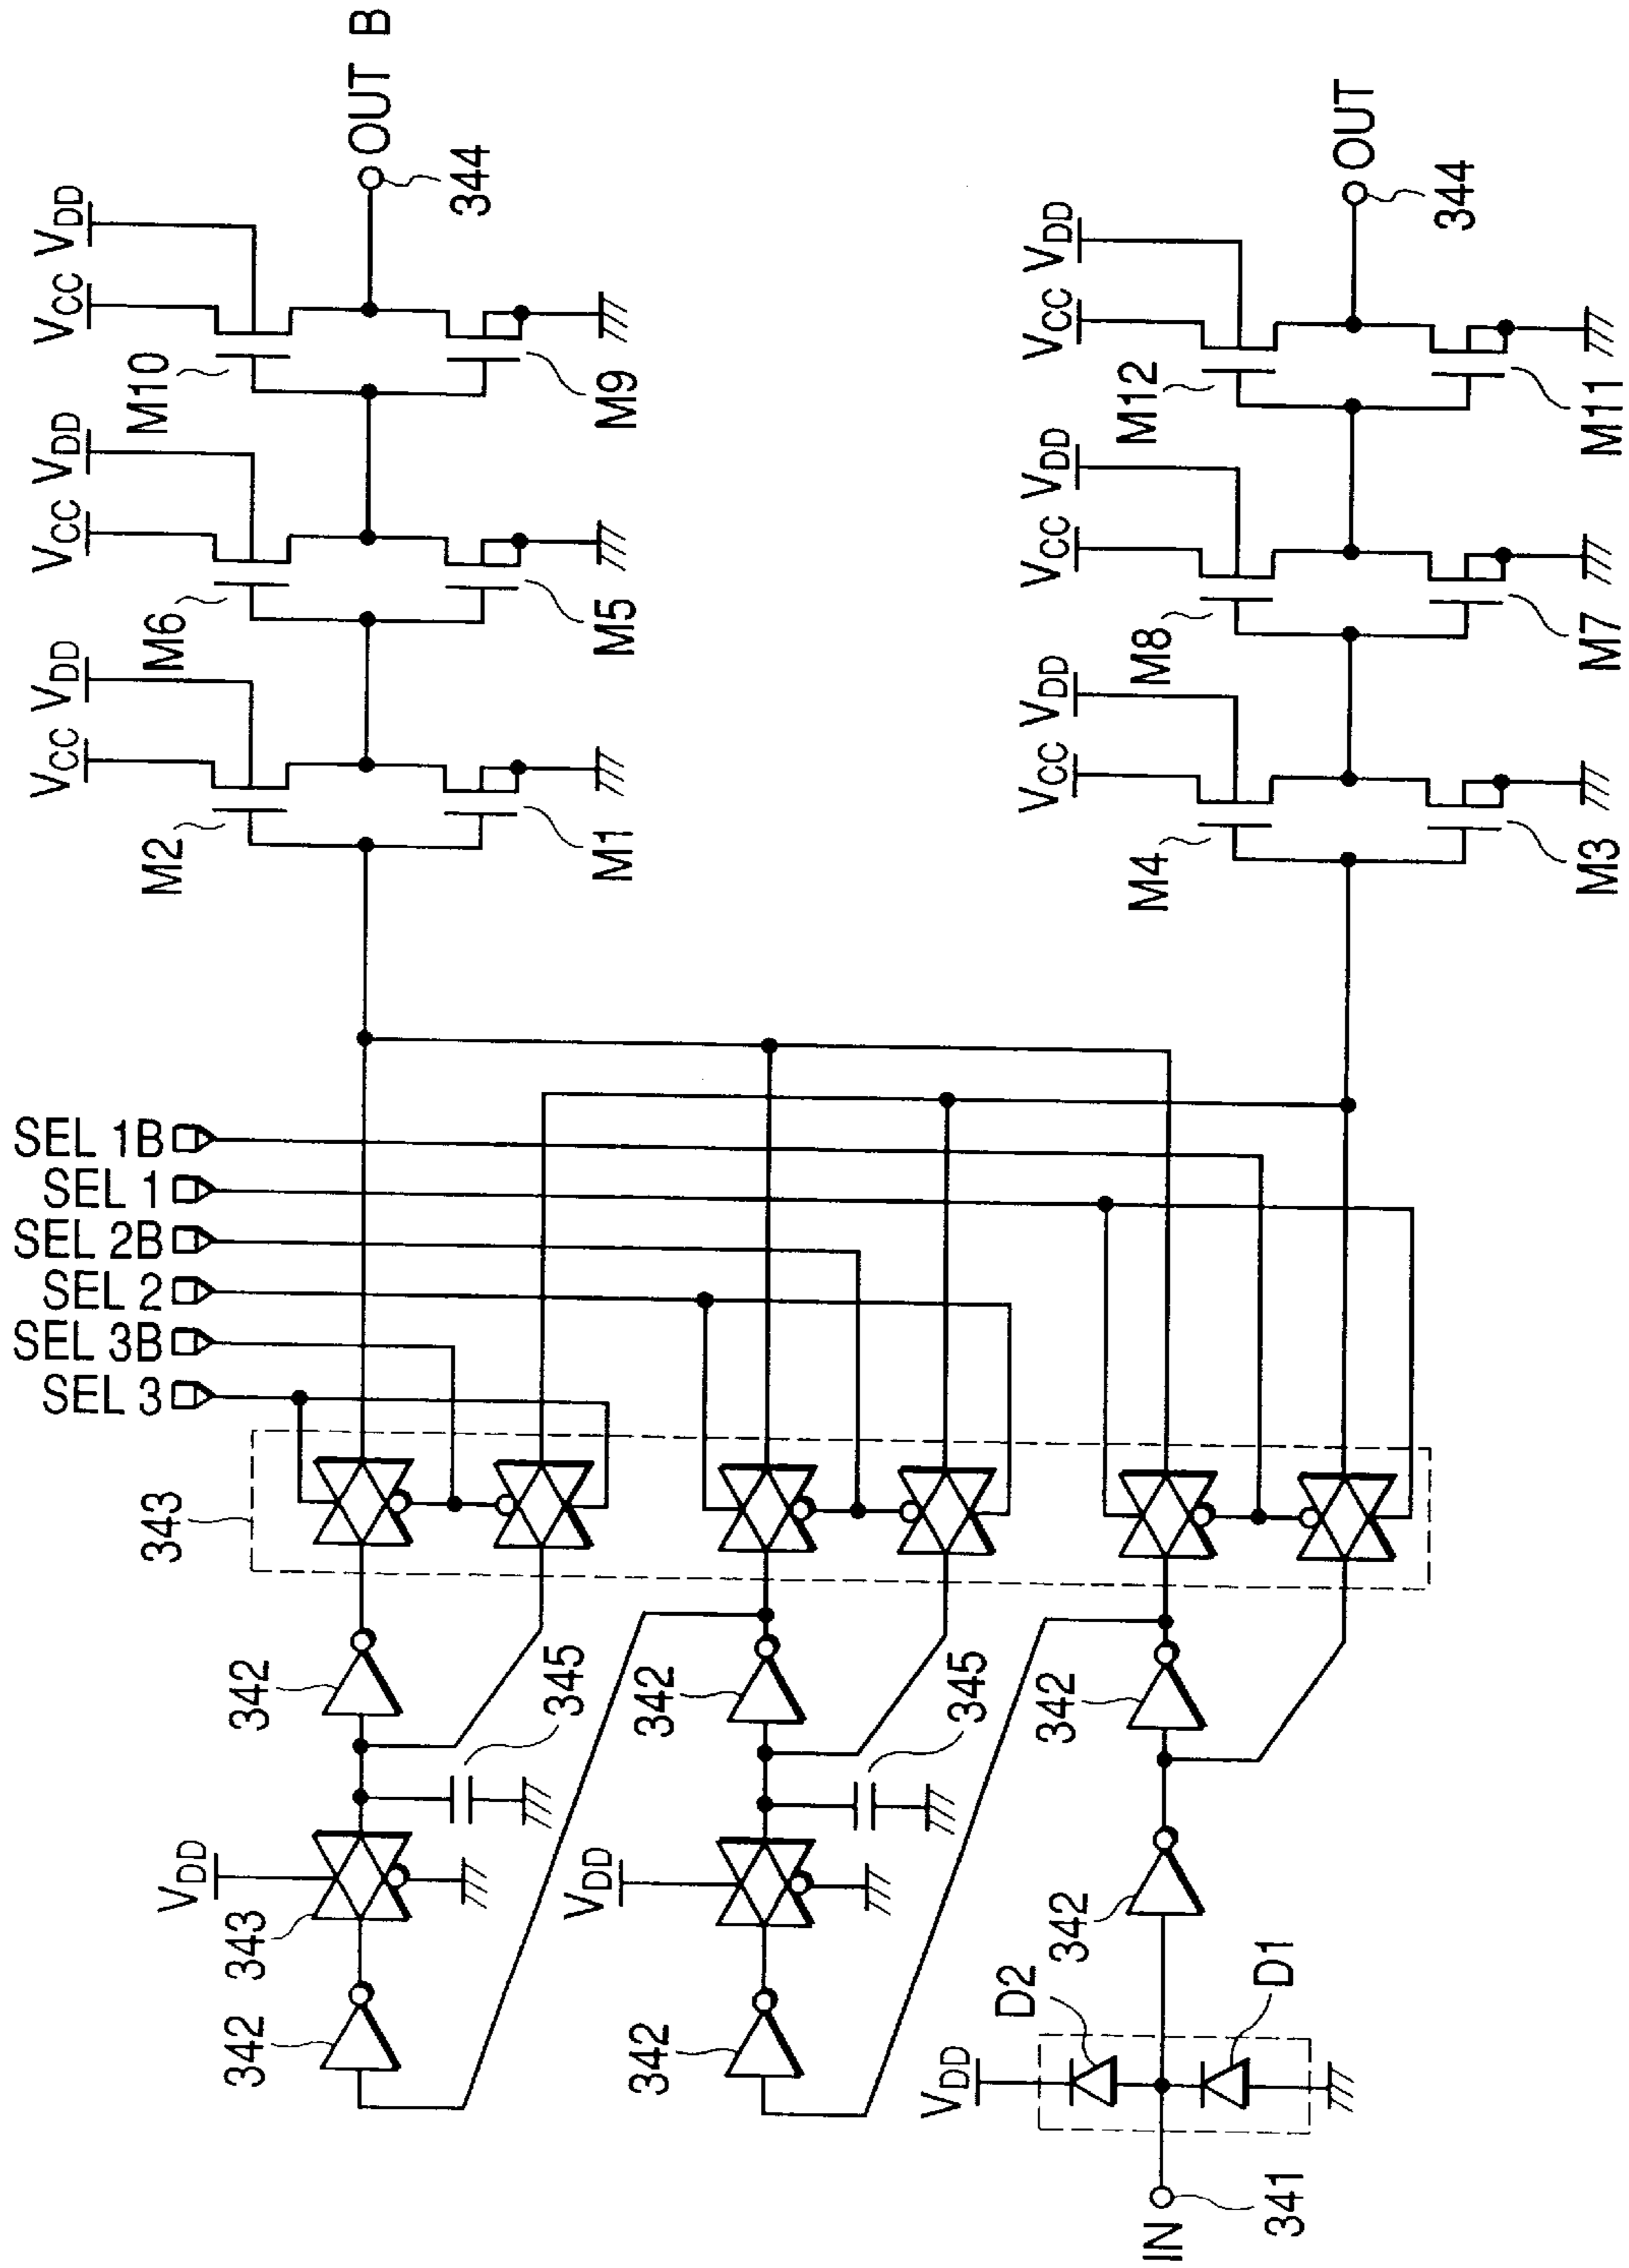 VCC VDD
VCC VDD
VCC VDD
M2
M6
M10
OUT B
344
M1
M5
M9
SEL 1B
SEL 1
SEL 2B
SEL 2
SEL 3B
SEL 3
VCC VDD
VCC VDD
VCC VDD
M4
M8
M12
OUT
344
M3
M7
M11
343
342
345
342
345
342
VDD
343
VDD
342
342
342
D2
D1
VDD
IN
341